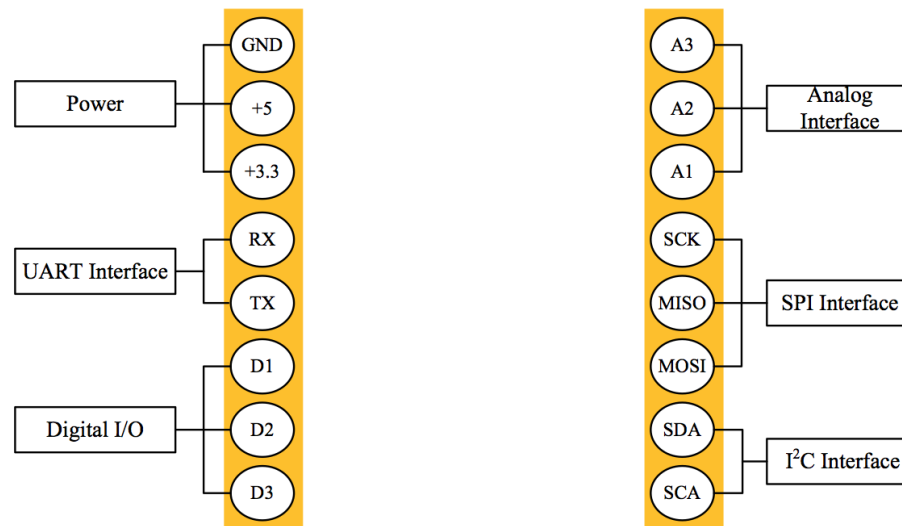 GND
+5
+3.3
Power
RX
TX
UART Interface
D1
D2
D3
Digital I/O
A3
A2
A1
Analog
Interface
SCK
MISO
MOSI
SPI Interface
SDA
SCA
I²C Interface